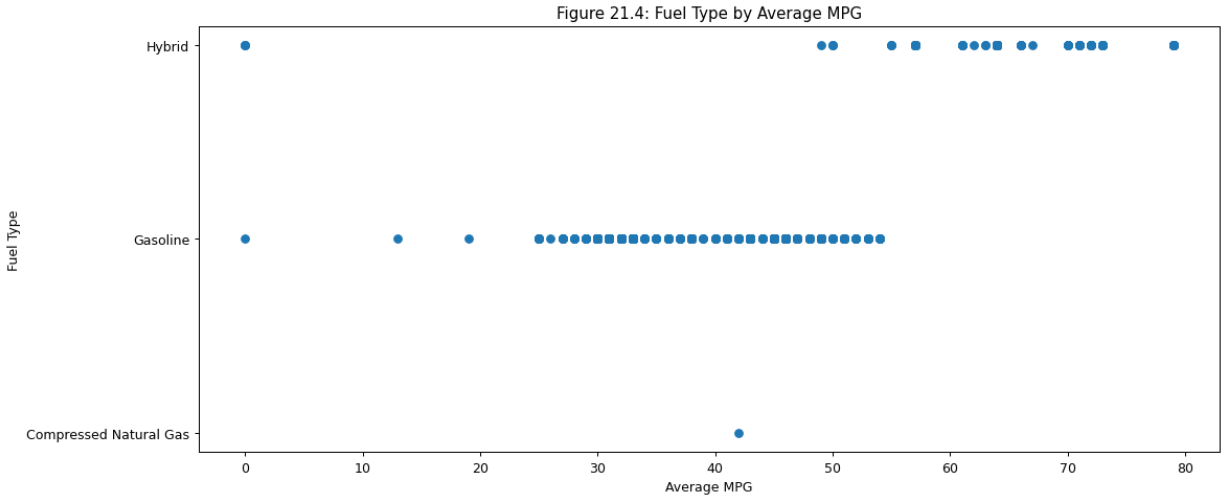 Figure 21.4: Fuel Type by Average MPG
Hybrid
Gasoline
Compressed Natural Gas
Fuel Type
0 10 20 30 40 50 60 70 80
Average MPG